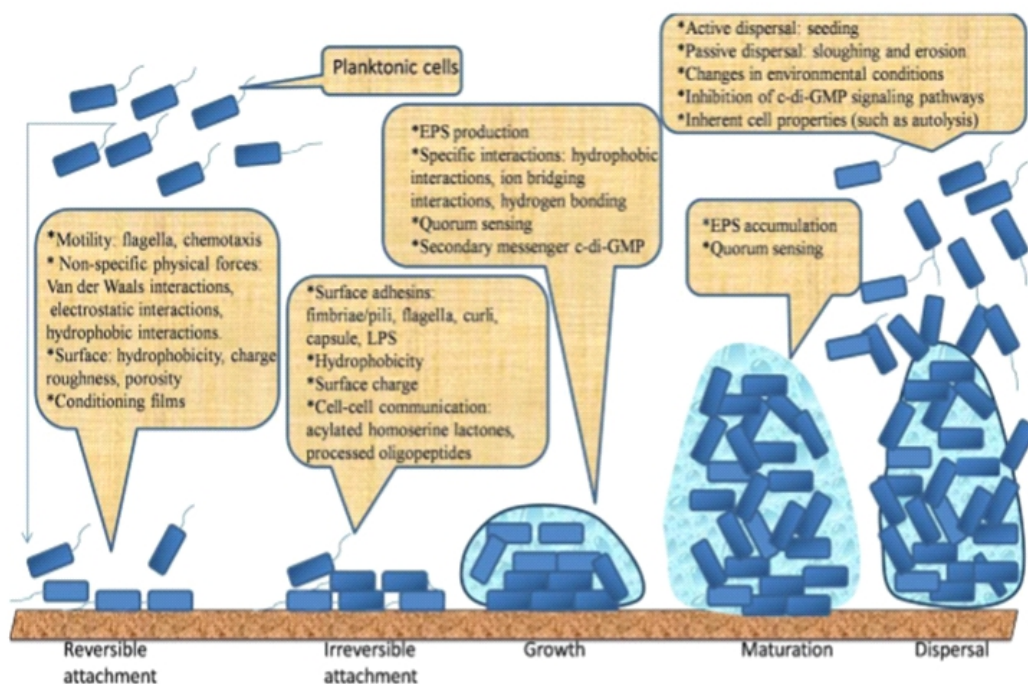 Planktonic cells
*Active dispersal: seeding
*Passive dispersal: sloughing and erosion
*Changes in environmental conditions
*Inhibition of c-di-GMP signaling pathways
*Inherent cell properties (such as autolysis)
*EPS production
*Specific interactions: hydrophobic
interactions, ion bridging
interactions, hydrogen bonding
*Quorum sensing
*Secondary messenger c-di-GMP
*EPS accumulation
*Quorum sensing
*Motility: flagella, chemotaxis
* Non-specific physical forces:
Van der Waals interactions,
electrostatic interactions,
hydrophobic interactions.
*Surface: hydrophobicity, charge
roughness, porosity
*Conditioning films
*Surface adhesins:
fimbriae/pili, flagella, curli,
capsule, LPS
*Hydrophobicity
*Surface charge
*Cell-cell communication:
acylated homoserine lactones,
processed oligopeptides
Reversible
attachment
Irreversible
attachment
Growth
Maturation
Dispersal